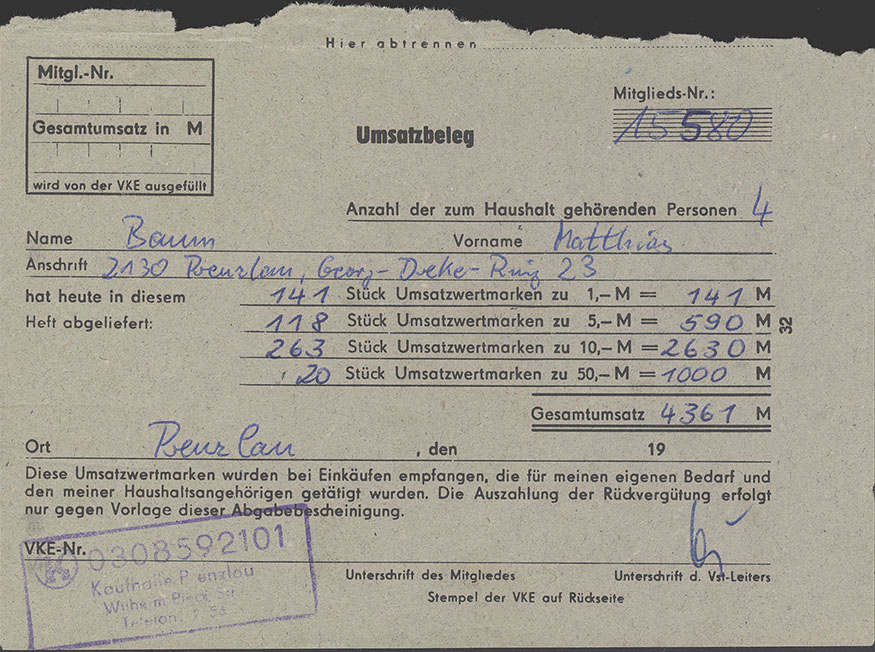 Hier abtrennen
Mitgl.-Nr.
Gesamtumsatz in M
wird von der VKE ausgefüllt
Umsatzbeleg
Mitglieds-Nr.:
15580
Anzahl der zum Haushalt gehörenden Personen 4
Name Baum Vorname Matthias
Anschrift 2130 Prenzlau, Georg-Dreke-Ring 23
hat heute in diesem 141 Stück Umsatzwertmarken zu 1,– M = 141 M
Heft abgeliefert: 118 Stück Umsatzwertmarken zu 5,– M = 590 M
263 Stück Umsatzwertmarken zu 10,– M = 2630 M
20 Stück Umsatzwertmarken zu 50,– M = 1000 M
32
Gesamtumsatz 4361 M
Ort Prenzlau , den 19
Diese Umsatzwertmarken wurden bei Einkäufen empfangen, die für meinen eigenen Bedarf und
den meiner Haushaltsangehörigen getätigt wurden. Die Auszahlung der Rückvergütung erfolgt
nur gegen Vorlage dieser Abgabebescheinigung.
VKE-Nr.
0308592101
Kaufhalle Prenzlau
Wilhelm-Pieck-Str.
Telefon:
Unterschrift des Mitgliedes Unterschrift d. Vst-Leiters
Stempel der VKE auf Rückseite